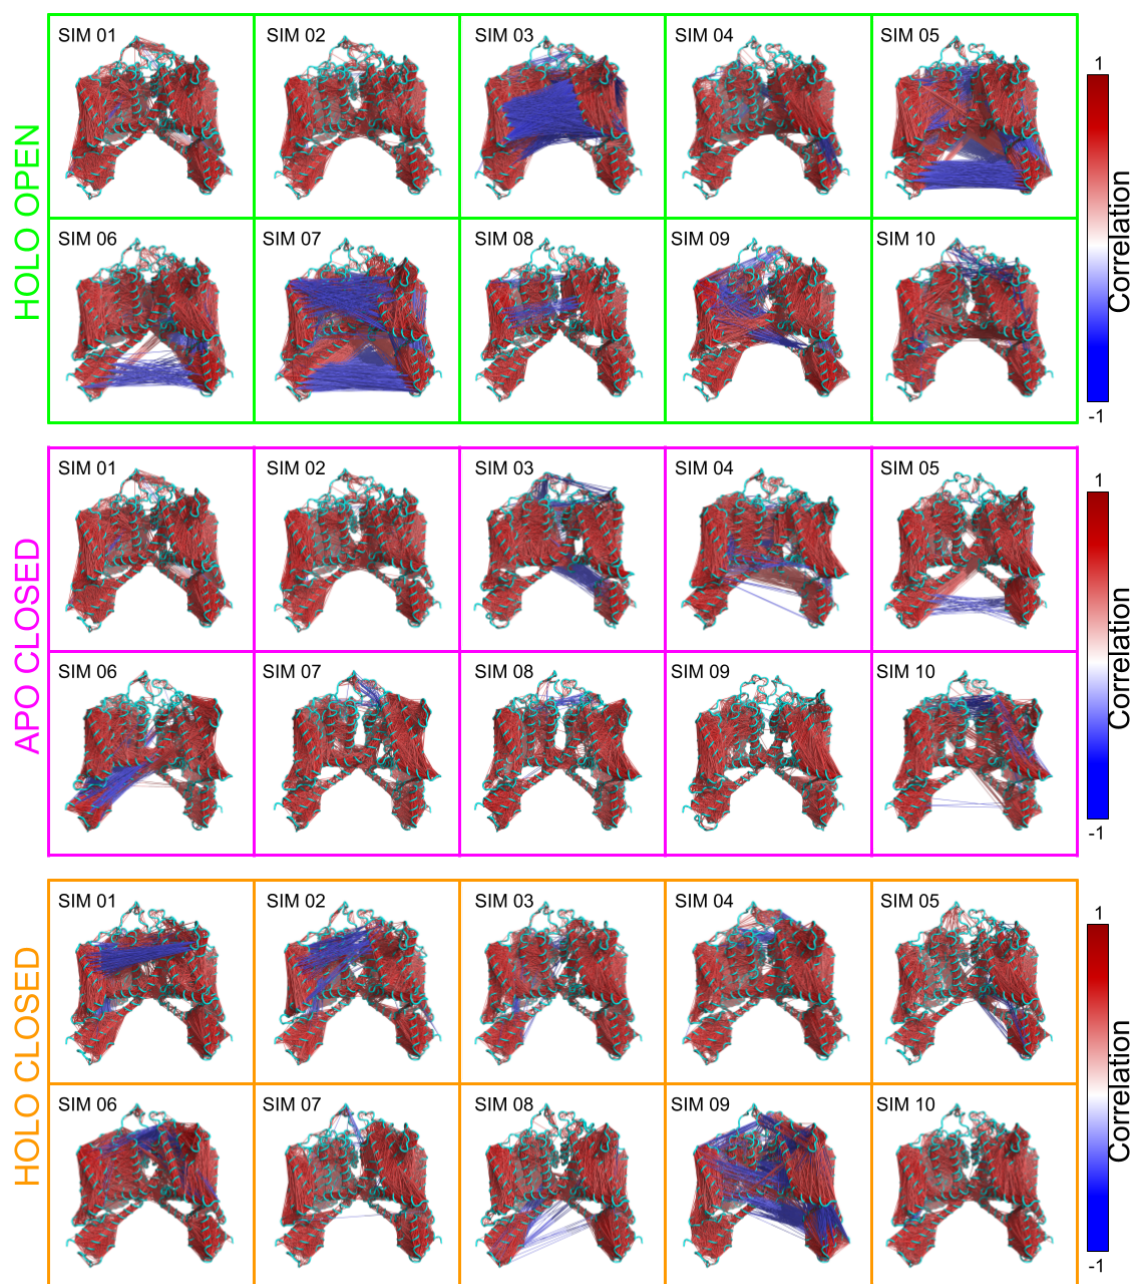 HOLO OPEN
SIM 01
SIM 02
SIM 03
SIM 04
SIM 05
SIM 06
SIM 07
SIM 08
SIM 09
SIM 10
1
Correlation
-1
APO CLOSED
SIM 01
SIM 02
SIM 03
SIM 04
SIM 05
SIM 06
SIM 07
SIM 08
SIM 09
SIM 10
1
Correlation
-1
HOLO CLOSED
SIM 01
SIM 02
SIM 03
SIM 04
SIM 05
SIM 06
SIM 07
SIM 08
SIM 09
SIM 10
1
Correlation
-1